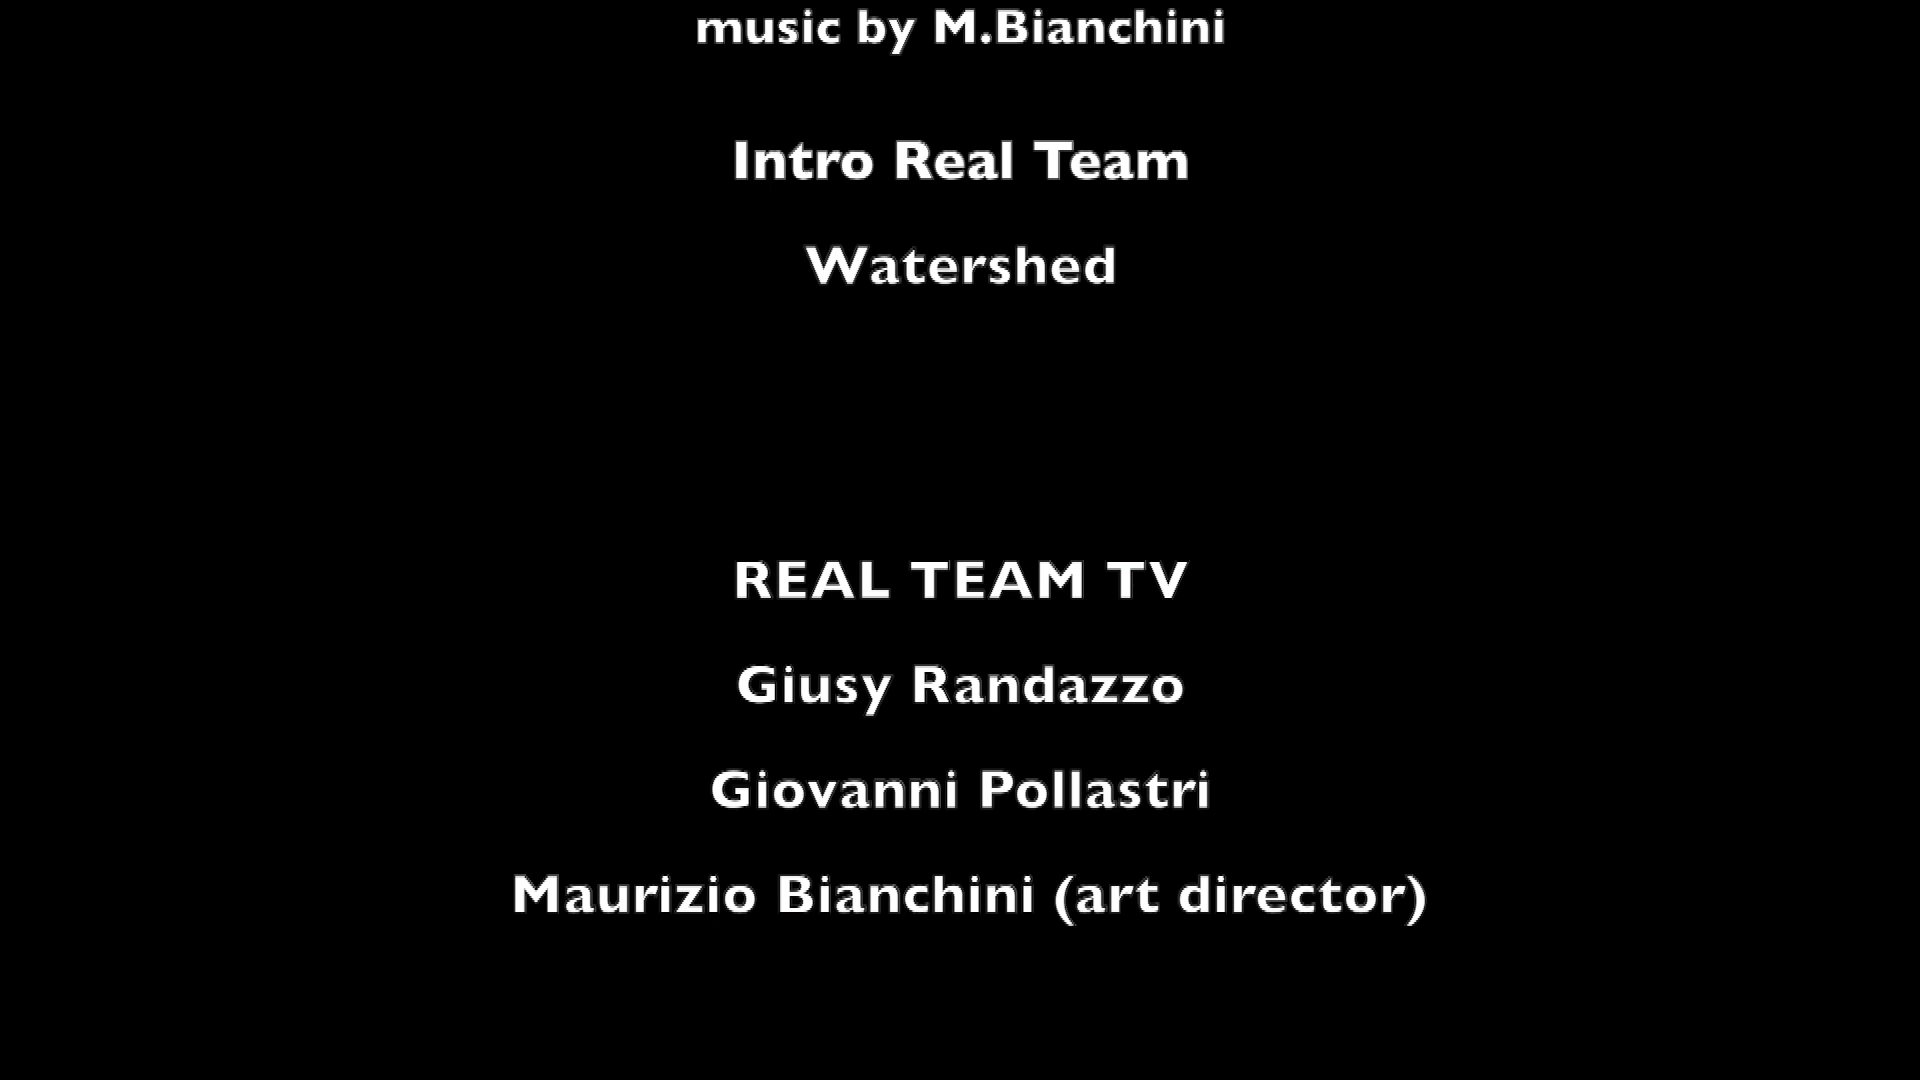 music by M.Bianchini
Intro Real Team
Watershed
REAL TEAM TV
Giusy Randazzo
Giovanni Pollastri
Maurizio Bianchini (art director)